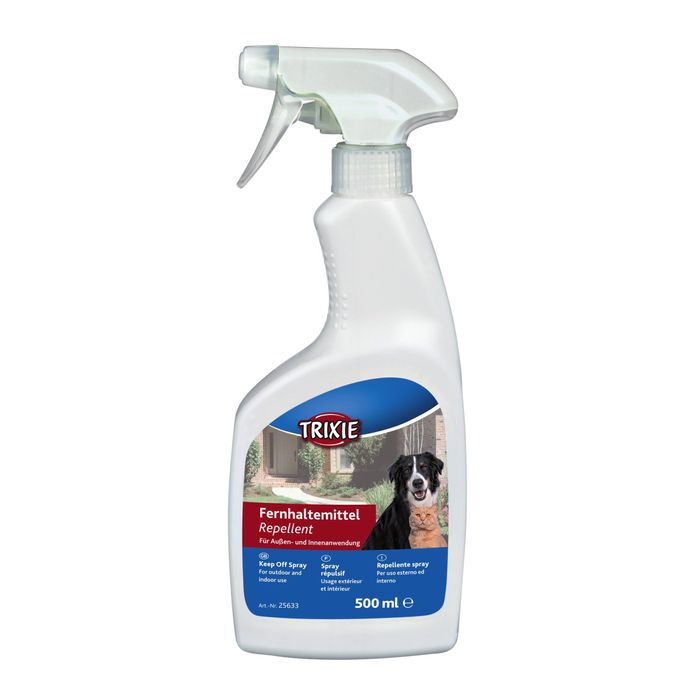 TRIXIE
Fernhaltemittel
Repellent
Für Außen- und Innenanwendung
GB
Keep Off Spray
For outdoor and
indoor use
F
Spray
répulsif
Usage extérieur
et intérieur
I
Repellente spray
Per uso esterno ed
interno
Art.-Nr. 25633
500 ml ℮